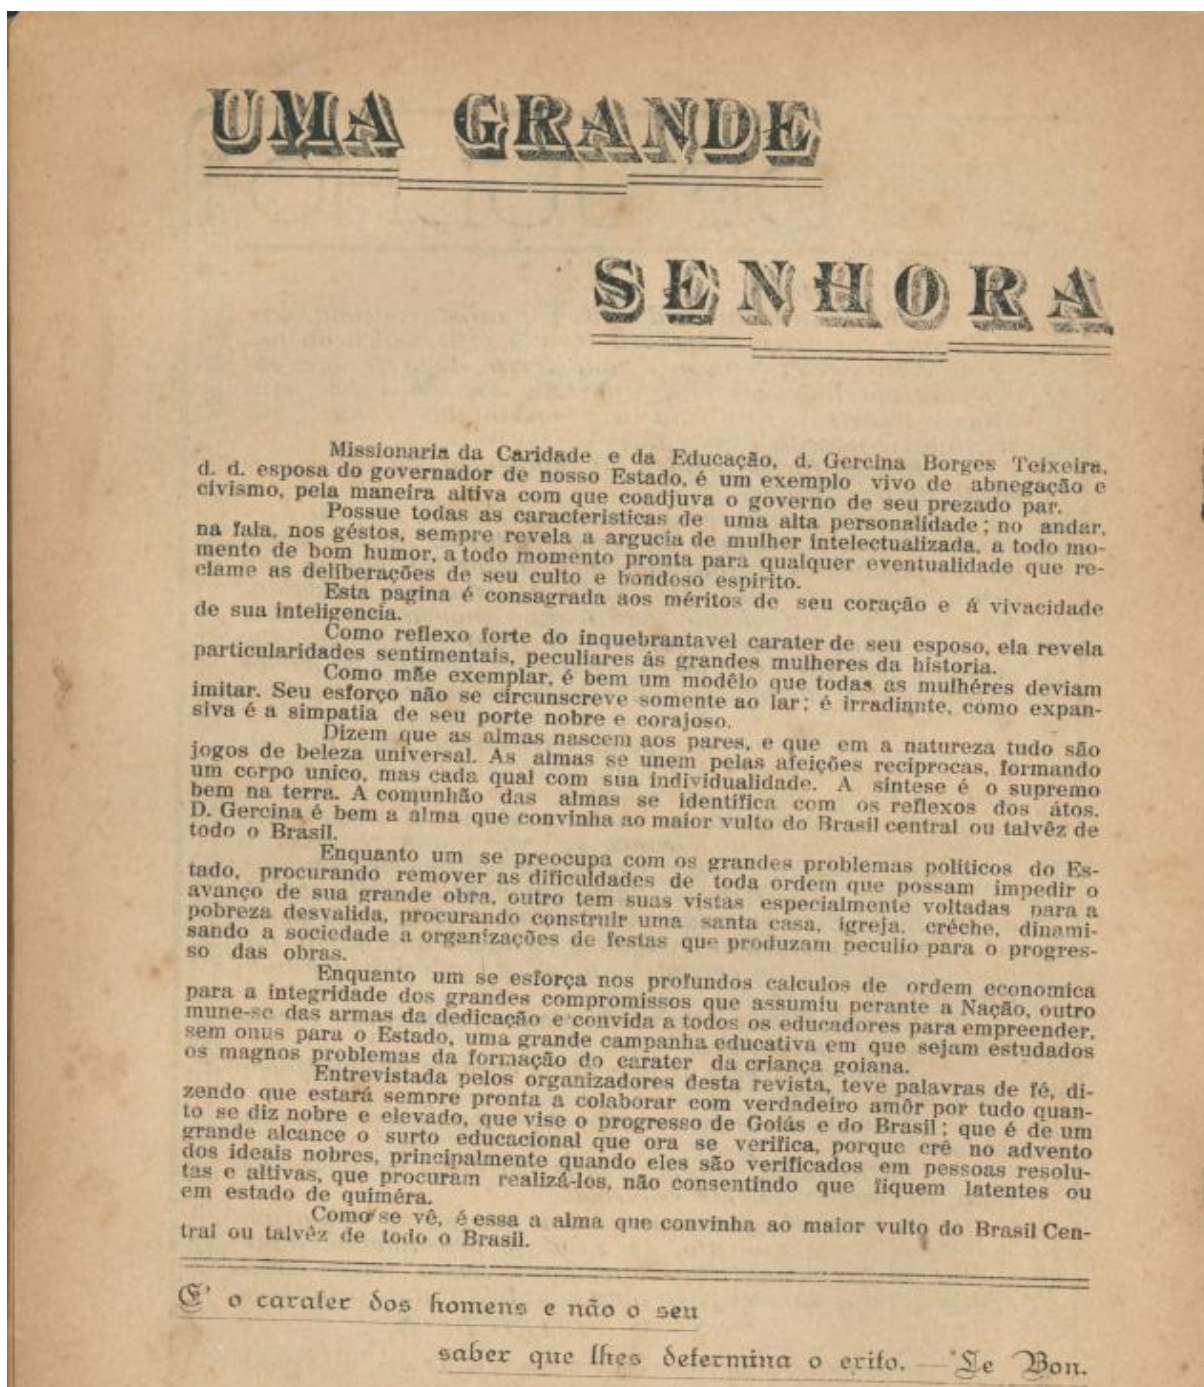 UMA GRANDE
SENHORA
Missionaria da Caridade e da Educação, d. Gercina Borges Teixeira,
d. d. esposa do governador de nosso Estado, é um exemplo vivo de abnegação e
civismo, pela maneira altiva com que coadjuva o governo de seu prezado par.
Possue todas as caracteristicas de uma alta personalidade; no andar,
na fala, nos géstos, sempre revela a argucia de mulher intelectualizada, a todo mo-
mento de bom humor, a todo momento pronta para qualquer eventualidade que re-
clame as deliberações de seu culto e bondoso espirito.
Esta pagina é consagrada aos méritos de seu coração e á vivacidade
de sua inteligencia.
Como reflexo forte do inquebrantavel carater de seu esposo, ela revela
particularidades sentimentais, peculiares ás grandes mulheres da historia.
Como mãe exemplar, é bem um modêlo que todas as mulhéres deviam
imitar. Seu esforço não se circunscreve somente ao lar; é irradiante, como expan-
siva é a simpatia de seu porte nobre e corajoso.
Dizem que as almas nascem aos pares, e que em a natureza tudo são
jogos de beleza universal. As almas se unem pelas afeições reciprocas, formando
um corpo unico, mas cada qual com sua individualidade. A sintese é o supremo
bem na terra. A comunhão das almas se identifica com os reflexos dos átos.
D. Gercina é bem a alma que convinha ao maior vulto do Brasil central ou talvêz de
todo o Brasil.
Enquanto um se preocupa com os grandes problemas politicos do Es-
tado, procurando remover as dificuldades de toda ordem que possam impedir o
avanço de sua grande obra, outro tem suas vistas especialmente voltadas para a
pobreza desvalida, procurando construir uma santa casa, igreja, créche, dinami-
sando a sociedade a organizações de festas que produzam peculio para o progres-
so das obras.
Enquanto um se esforça nos profundos calculos de ordem economica
para a integridade dos grandes compromissos que assumiu perante a Nação, outro
mune-se das armas da dedicação e convida a todos os educadores para empreender,
sem onus para o Estado, uma grande campanha educativa em que sejam estudados
os magnos problemas da formação do carater da criança goiana.
Entrevistada pelos organizadores desta revista, teve palavras de fé, di-
zendo que estará sempre pronta a colaborar com verdadeiro amôr por tudo quan-
to se diz nobre e elevado, que vise o progresso de Goiás e do Brasil; que é de um
grande alcance o surto educacional que ora se verifica, porque crê no advento
dos ideais nobres, principalmente quando eles são verificados em pessoas resolu-
tas e altivas, que procuram realizá-los, não consentindo que fiquem latentes ou
em estado de quiméra.
Como se vê, é essa a alma que convinha ao maior vulto do Brasil Cen-
tral ou talvêz de todo o Brasil.
E' o carater dos homens e não o seu
saber que lhes determina o exito. — Le Bon.